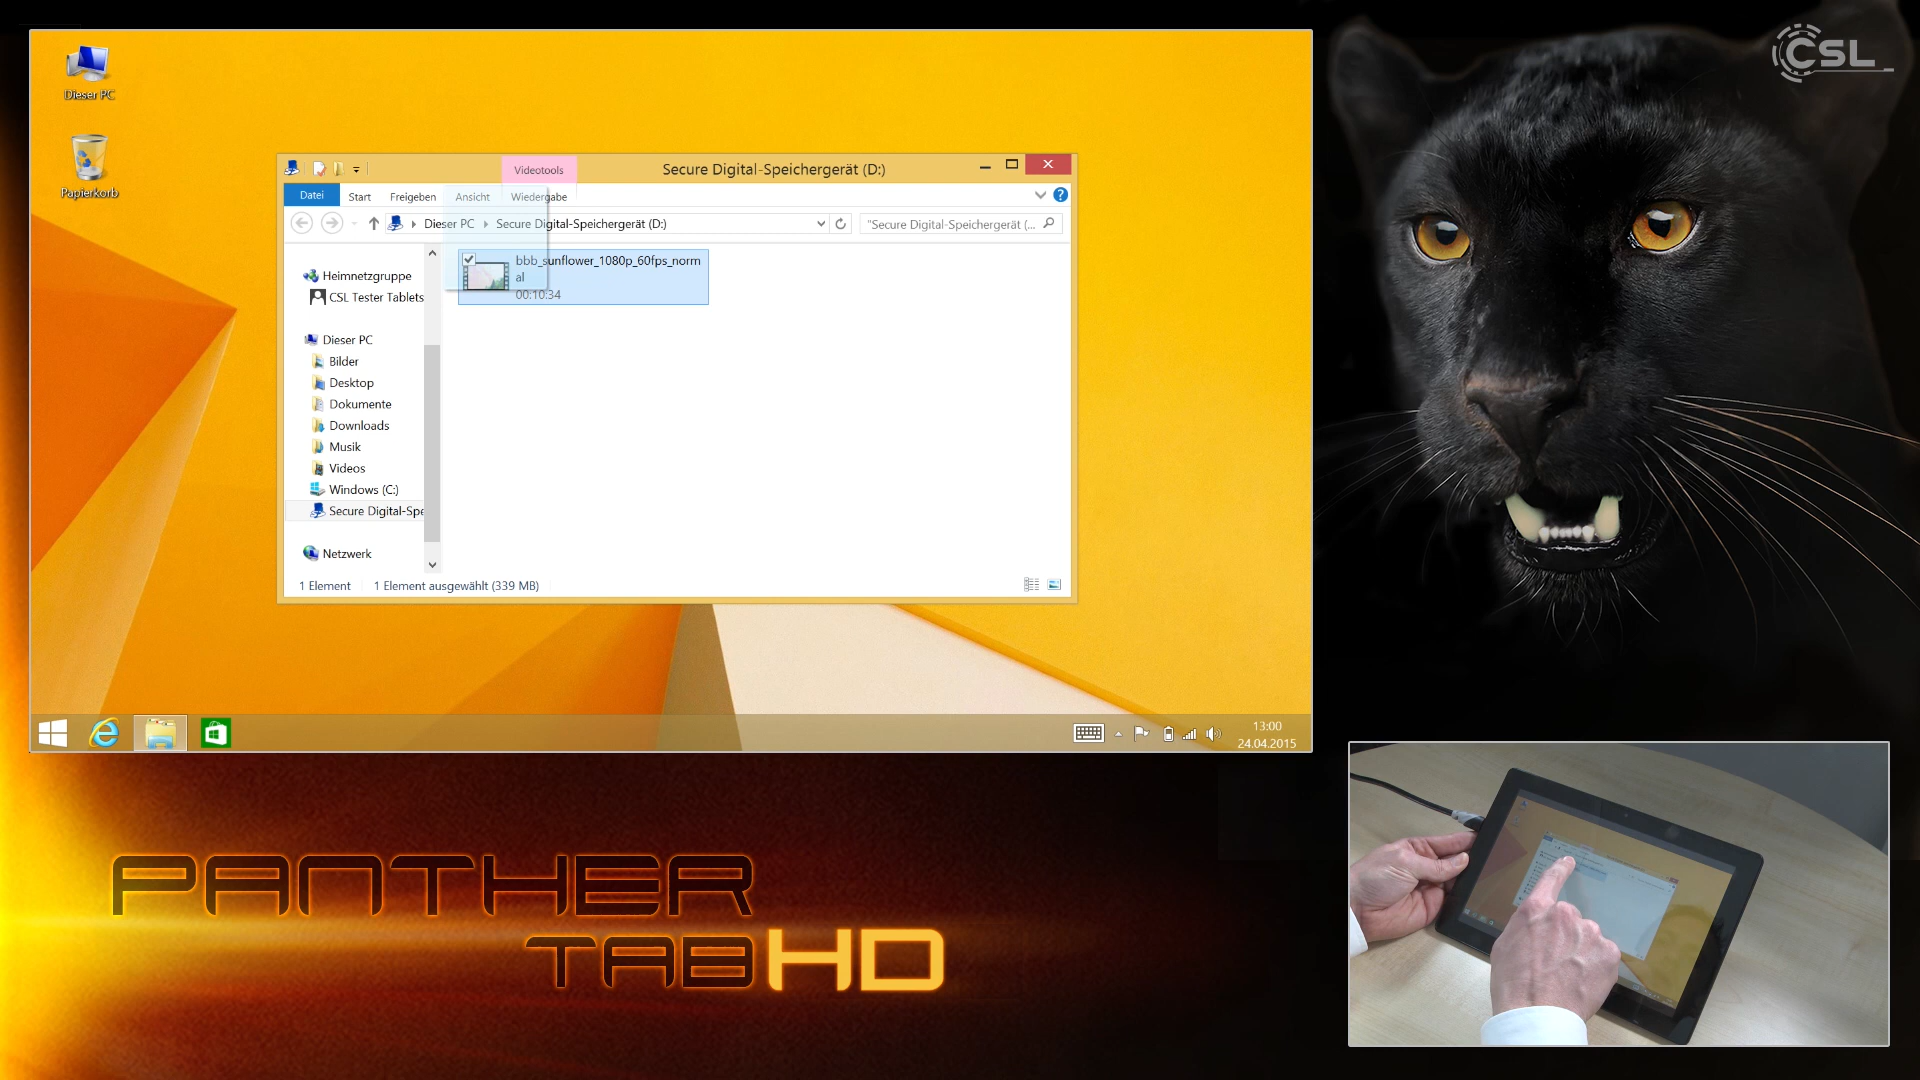 CSL
Dieser PC
Papierkorb
Videotools
Secure Digital-Speichergerät (D:)
Datei
Start
Freigeben
Ansicht
Wiedergabe
Dieser PC
Secure Digital-Speichergerät (D:)
"Secure Digital-Speichergerät (...
bbb_sunflower_1080p_60fps_norm
al
00:10:34
Heimnetzgruppe
CSL Tester Tablets
Dieser PC
Bilder
Desktop
Dokumente
Downloads
Musik
Videos
Windows (C:)
Secure Digital-Spe
Netzwerk
1 Element
1 Element ausgewählt (339 MB)
13:00
24.04.2015
PANTHER
TAB HD